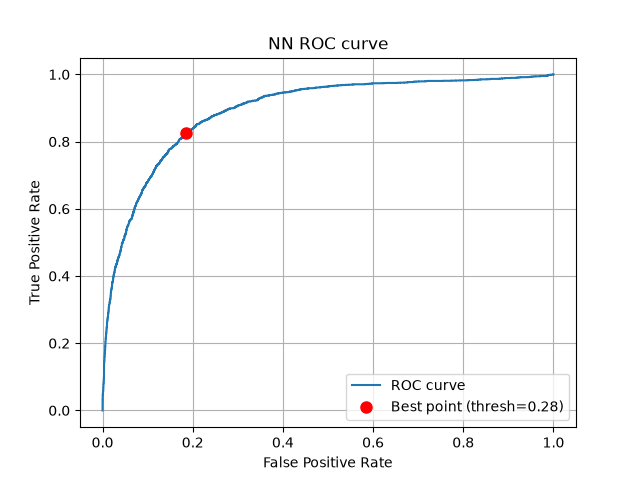 NN ROC curve
1.0
0.8
0.6
0.4
0.2
0.0
True Positive Rate
ROC curve
Best point (thresh=0.28)
0.0 0.2 0.4 0.6 0.8 1.0
False Positive Rate